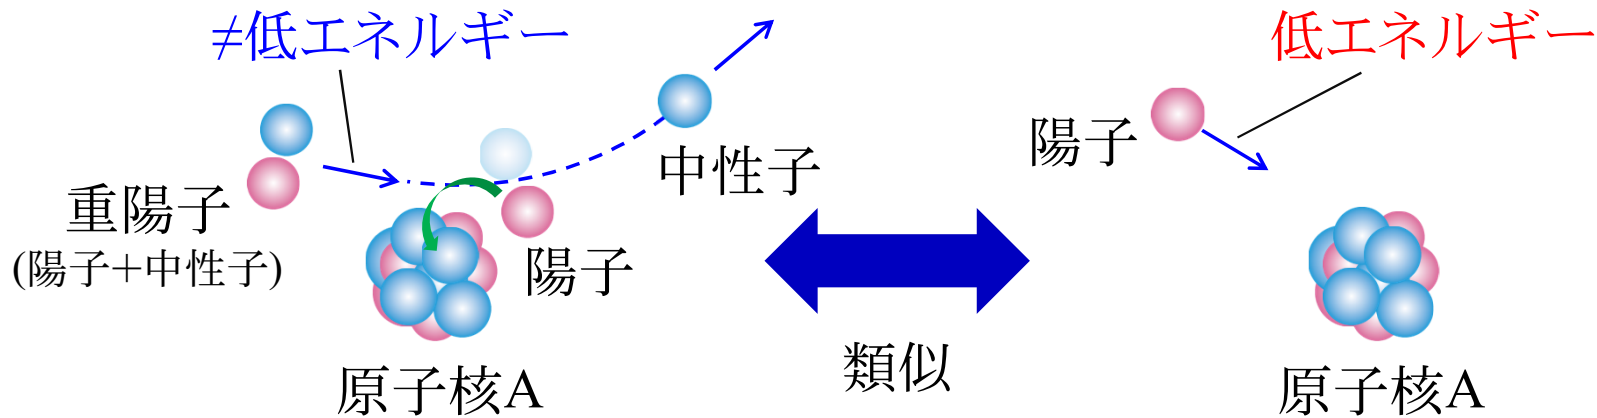 ≠低エネルギー
重陽子
(陽子+中性子)
陽子
中性子
原子核A
類似
低エネルギー
陽子
原子核A